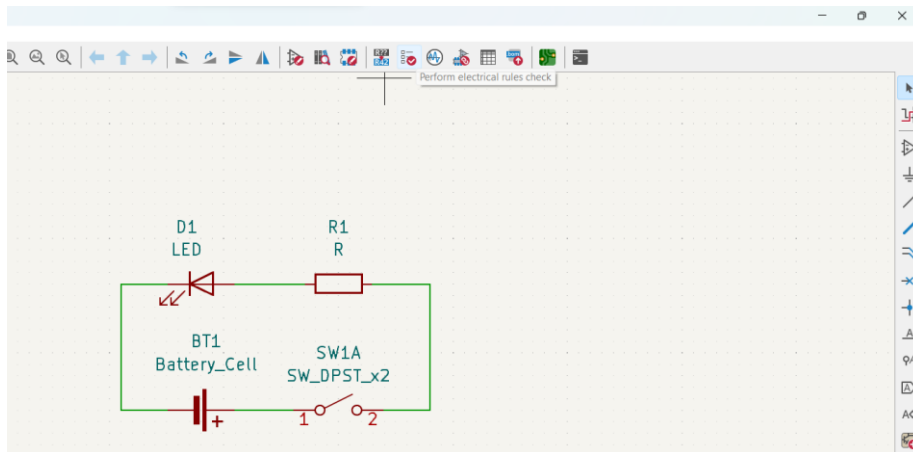 Perform electrical rules check
D1
LED
R1
R
BT1
Battery_Cell
+
SW1A
SW_DPST_x2
1
2